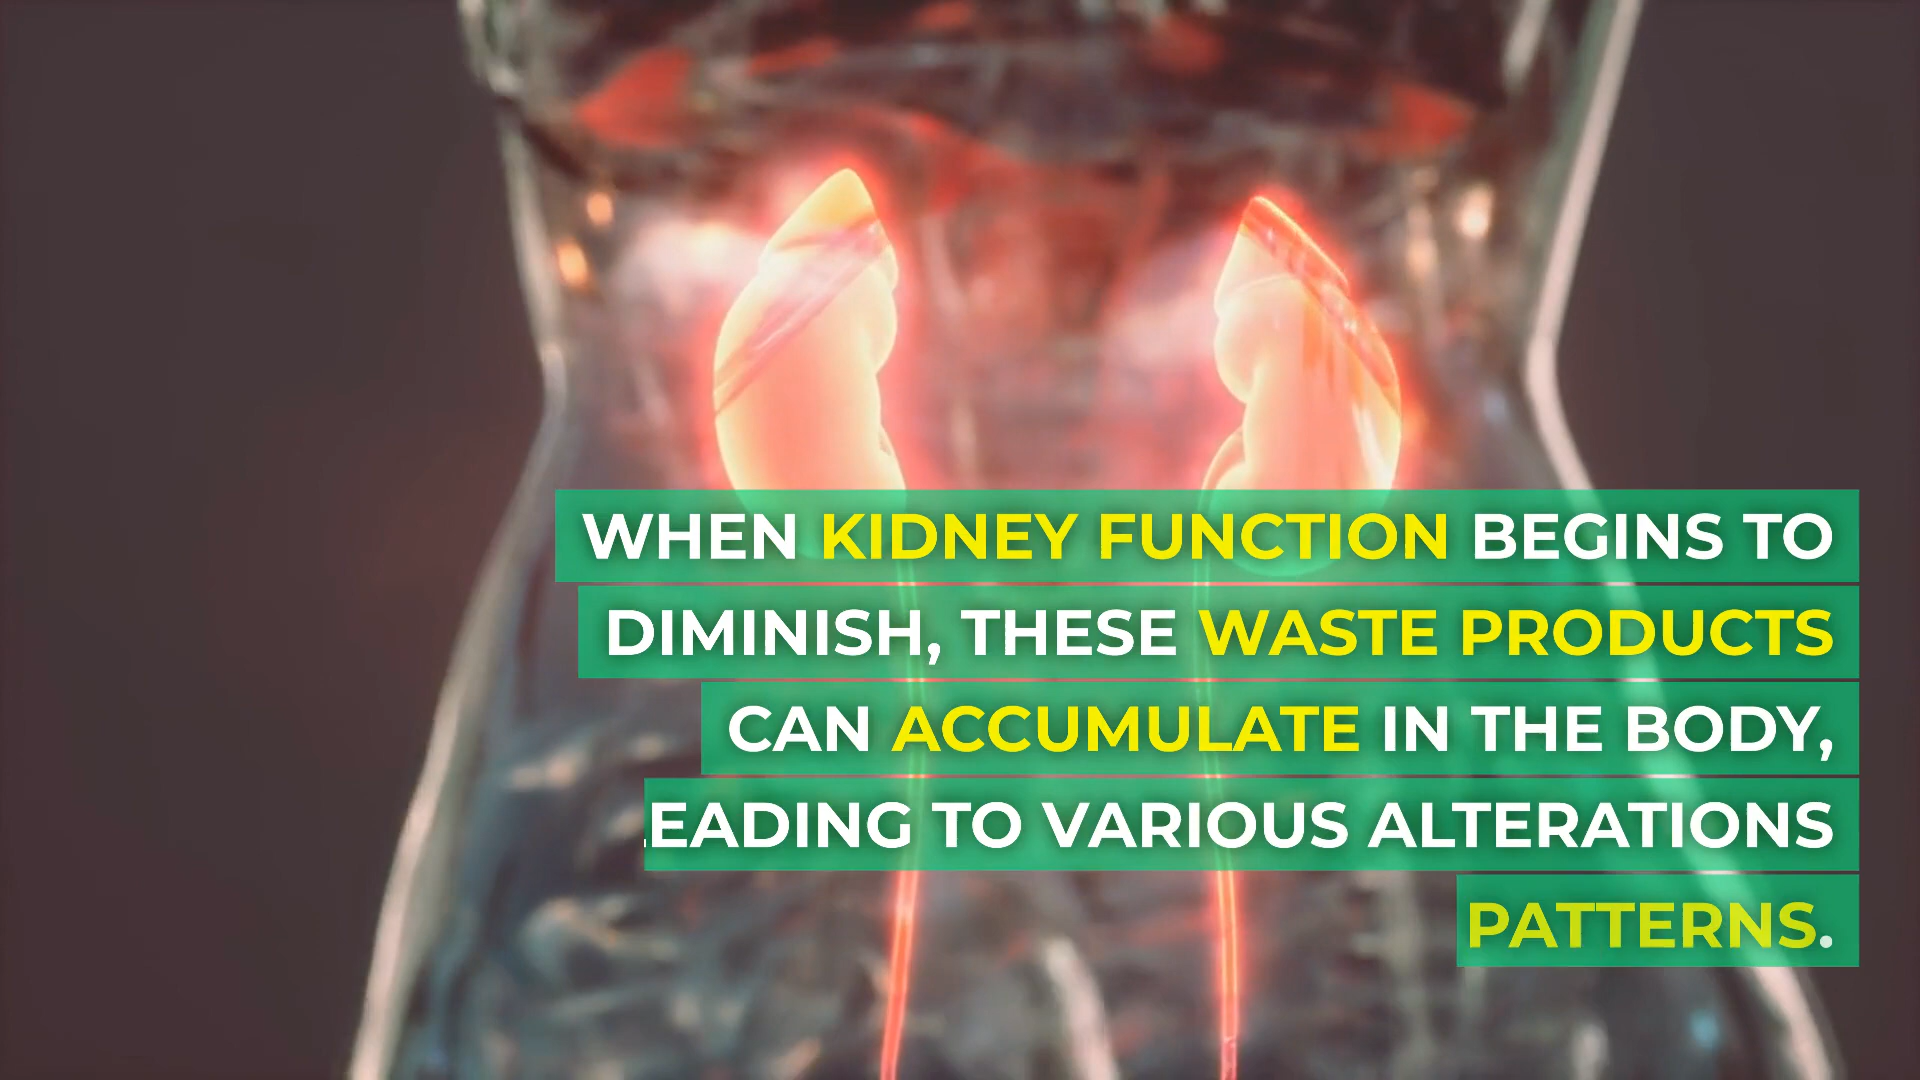 WHEN KIDNEY FUNCTION BEGINS TO
DIMINISH, THESE WASTE PRODUCTS
CAN ACCUMULATE IN THE BODY,
EADING TO VARIOUS ALTERATIONS
PATTERNS.